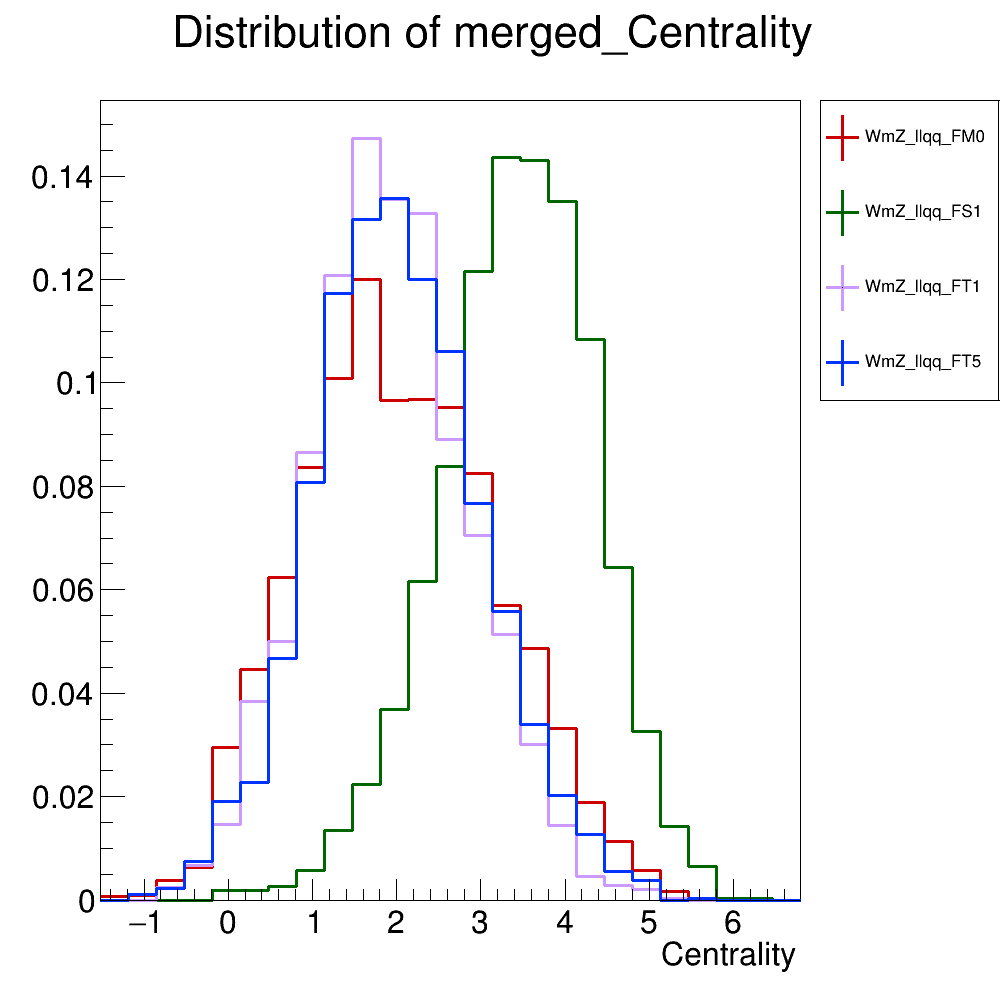 Distribution of merged_Centrality
WmZ_llqq_FM0
WmZ_llqq_FS1
WmZ_llqq_FT1
WmZ_llqq_FT5
0.14
0.12
0.1
0.08
0.06
0.04
0.02
0
−1 0 1 2 3 4 5 6
Centrality